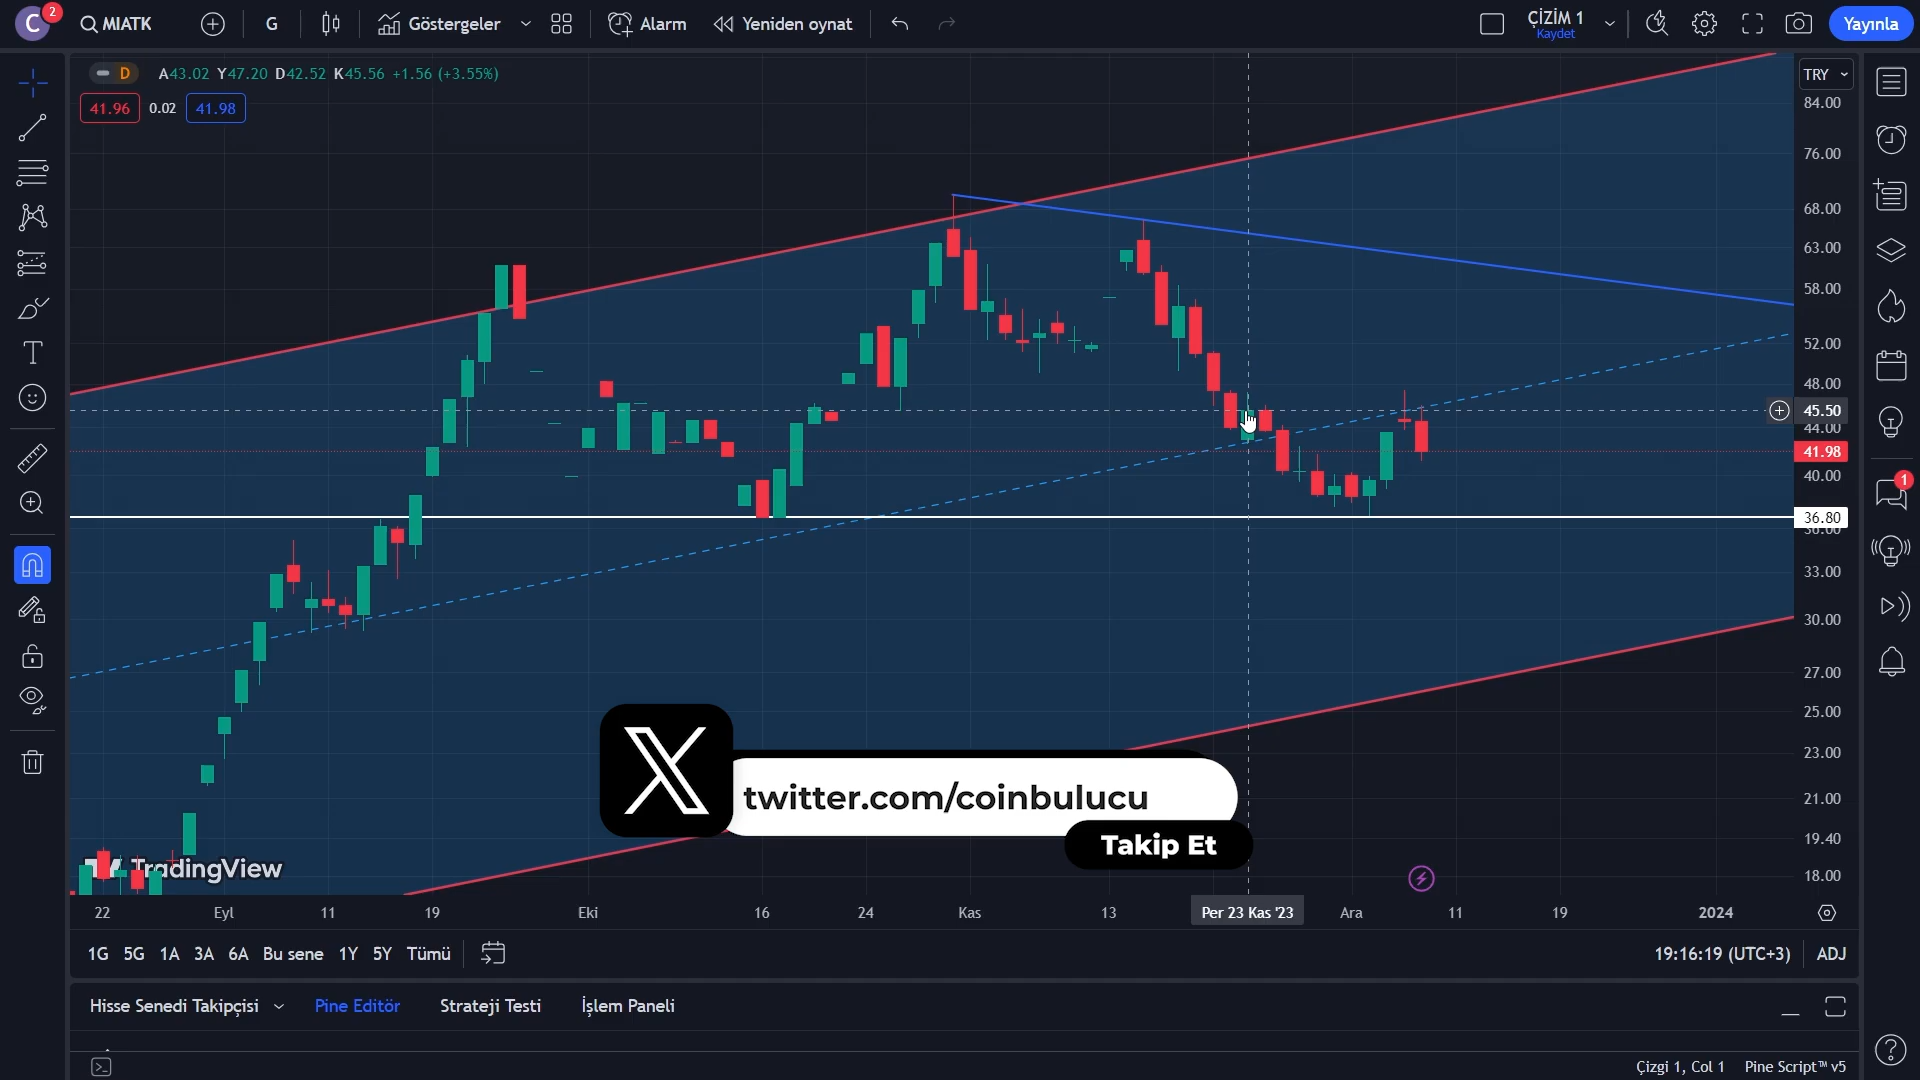 C 2 MIATK G Göstergeler Alarm Yeniden oynat ÇİZİM 1 Kaydet Yayınla
D A43.02 Y47.20 D42.52 K45.56 +1.56 (+3.55%)
41.96 0.02 41.98
TRY
84.00
76.00
68.00
63.00
58.00
52.00
48.00
45.50
44.00
41.98
40.00
36.80
36.00
33.00
30.00
27.00
25.00
23.00
21.00
19.40
18.00
1
twitter.com/coinbulucu
Takip Et
TradingView
22 Eyl 11 19 Eki 16 24 Kas 13 Per 23 Kas '23 Ara 11 19 2024
1G 5G 1A 3A 6A Bu sene 1Y 5Y Tümü 19:16:19 (UTC+3) ADJ
Hisse Senedi Takipçisi Pine Editör Strateji Testi İşlem Paneli
Çizgi 1, Col 1 Pine Script™ v5